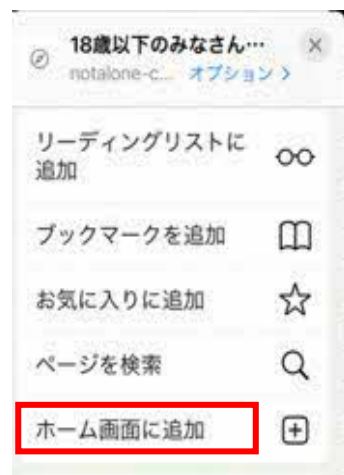 18歳以下のみなさん…
notalone-c... オプション >
リーディングリストに
追加
ブックマークを追加
お気に入りに追加
ページを検索
ホーム画面に追加